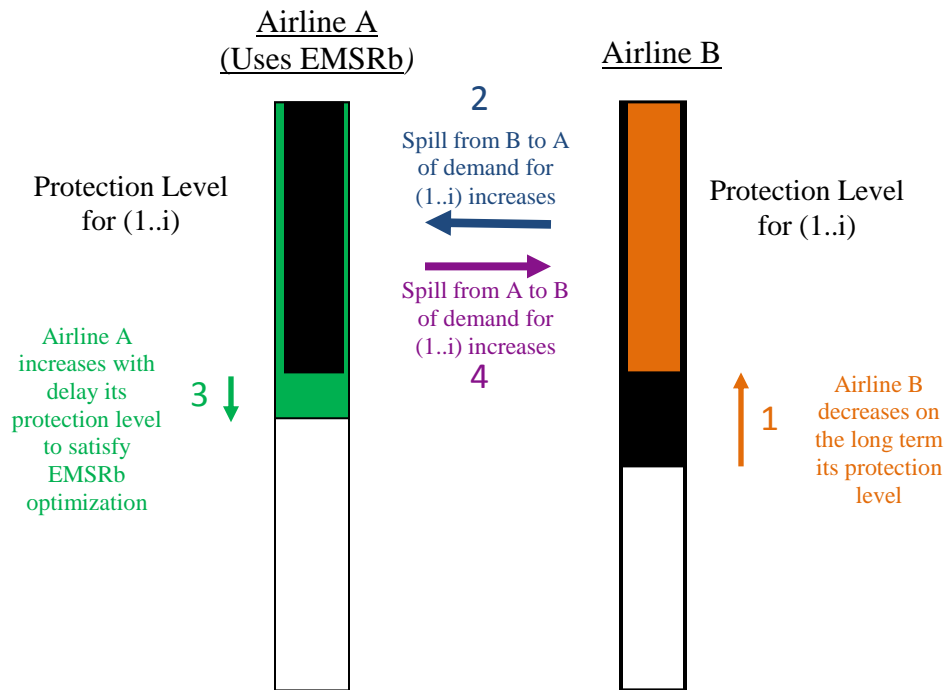 Airline A
(Uses EMSRb)
Airline B
2
Spill from B to A
of demand for
(1..i) increases
Protection Level
for (1..i)
Protection Level
for (1..i)
Spill from A to B
of demand for
(1..i) increases
4
Airline A
increases with
delay its
protection level
to satisfy
EMSRb
optimization
3
1
Airline B
decreases on
the long term
its protection
level